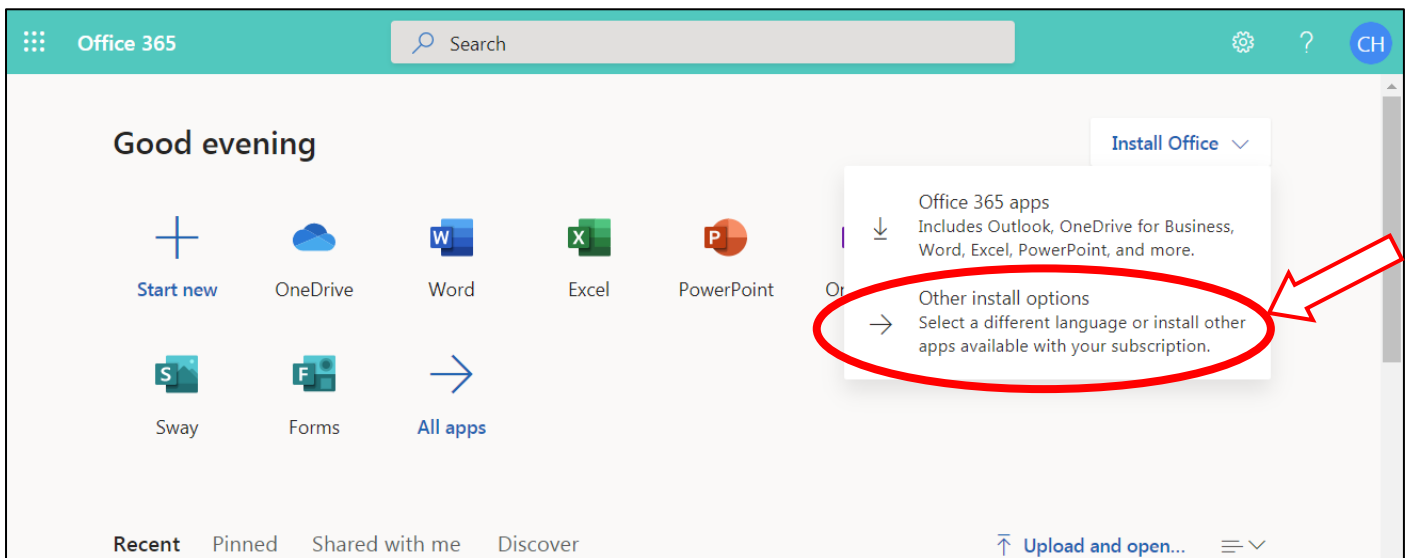 Office 365
Search
?
CH
Good evening
Install Office
Office 365 apps
Includes Outlook, OneDrive for Business,
Word, Excel, PowerPoint, and more.
Other install options
Select a different language or install other
apps available with your subscription.
W
X
P
Start new
OneDrive
Word
Excel
PowerPoint
S
F
Sway
Forms
All apps
Recent
Pinned
Shared with me
Discover
Upload and open...